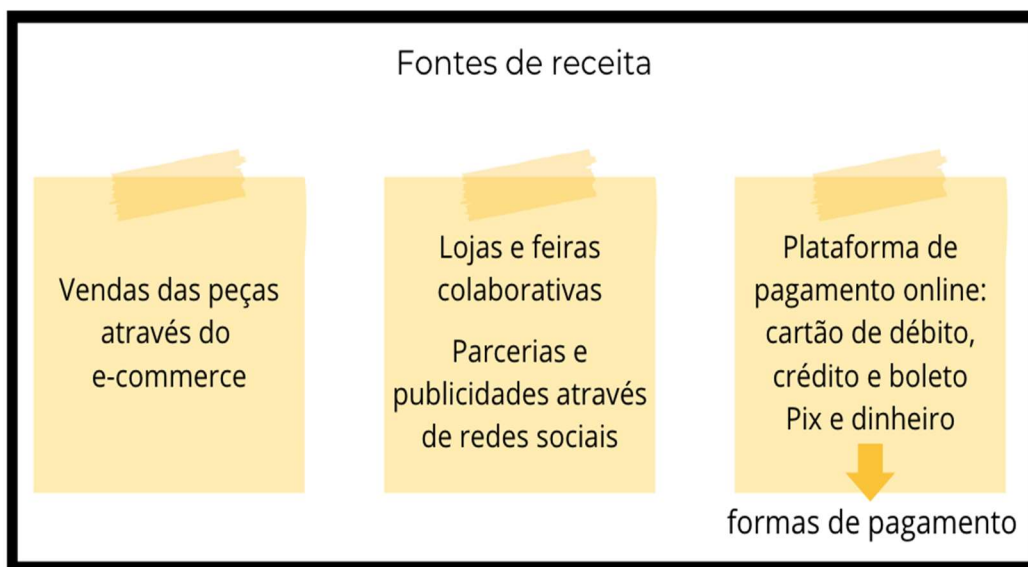 Fontes de receita
Vendas das peças
através do
e-commerce
Lojas e feiras
colaborativas
Parcerias e
publicidades através
de redes sociais
Plataforma de
pagamento online:
cartão de débito,
crédito e boleto
Pix e dinheiro
formas de pagamento